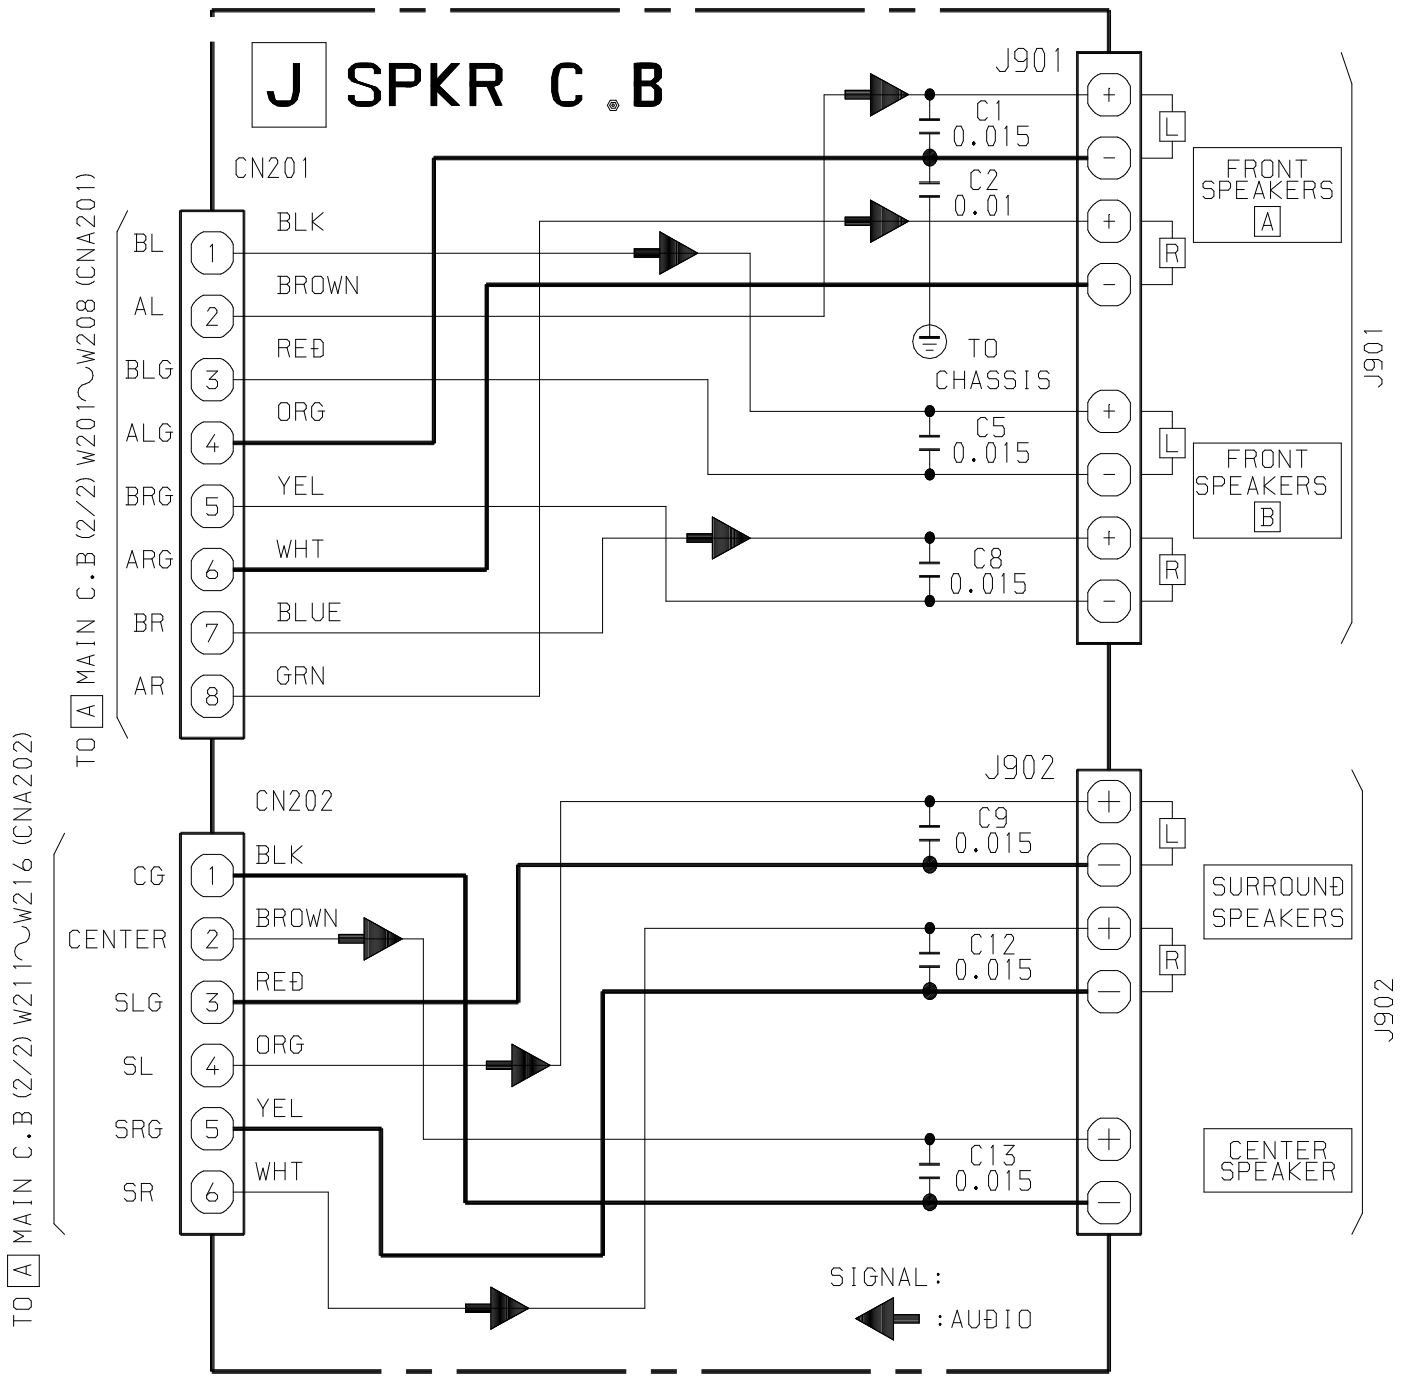 J SPKR C.B
J901
CN201
TO A MAIN C.B (2/2) W201~W208 (CNA201)
BL 1 BLK
AL 2 BROWN
BLG 3 RED
ALG 4 ORG
BRG 5 YEL
ARG 6 WHT
BR 7 BLUE
AR 8 GRN
C1
0.015
C2
0.01
TO
CHASSIS
C5
0.015
C8
0.015
+
-
+
-
+
-
+
-
L
R
L
R
FRONT
SPEAKERS
A
FRONT
SPEAKERS
B
J901
J902
CN202
TO A MAIN C.B (2/2) W211~W216 (CNA202)
CG 1 BLK
CENTER 2 BROWN
SLG 3 RED
SL 4 ORG
SRG 5 YEL
SR 6 WHT
C9
0.015
C12
0.015
C13
0.015
+
-
+
-
+
-
L
R
SURROUND
SPEAKERS
CENTER
SPEAKER
J902
SIGNAL:
:AUDIO